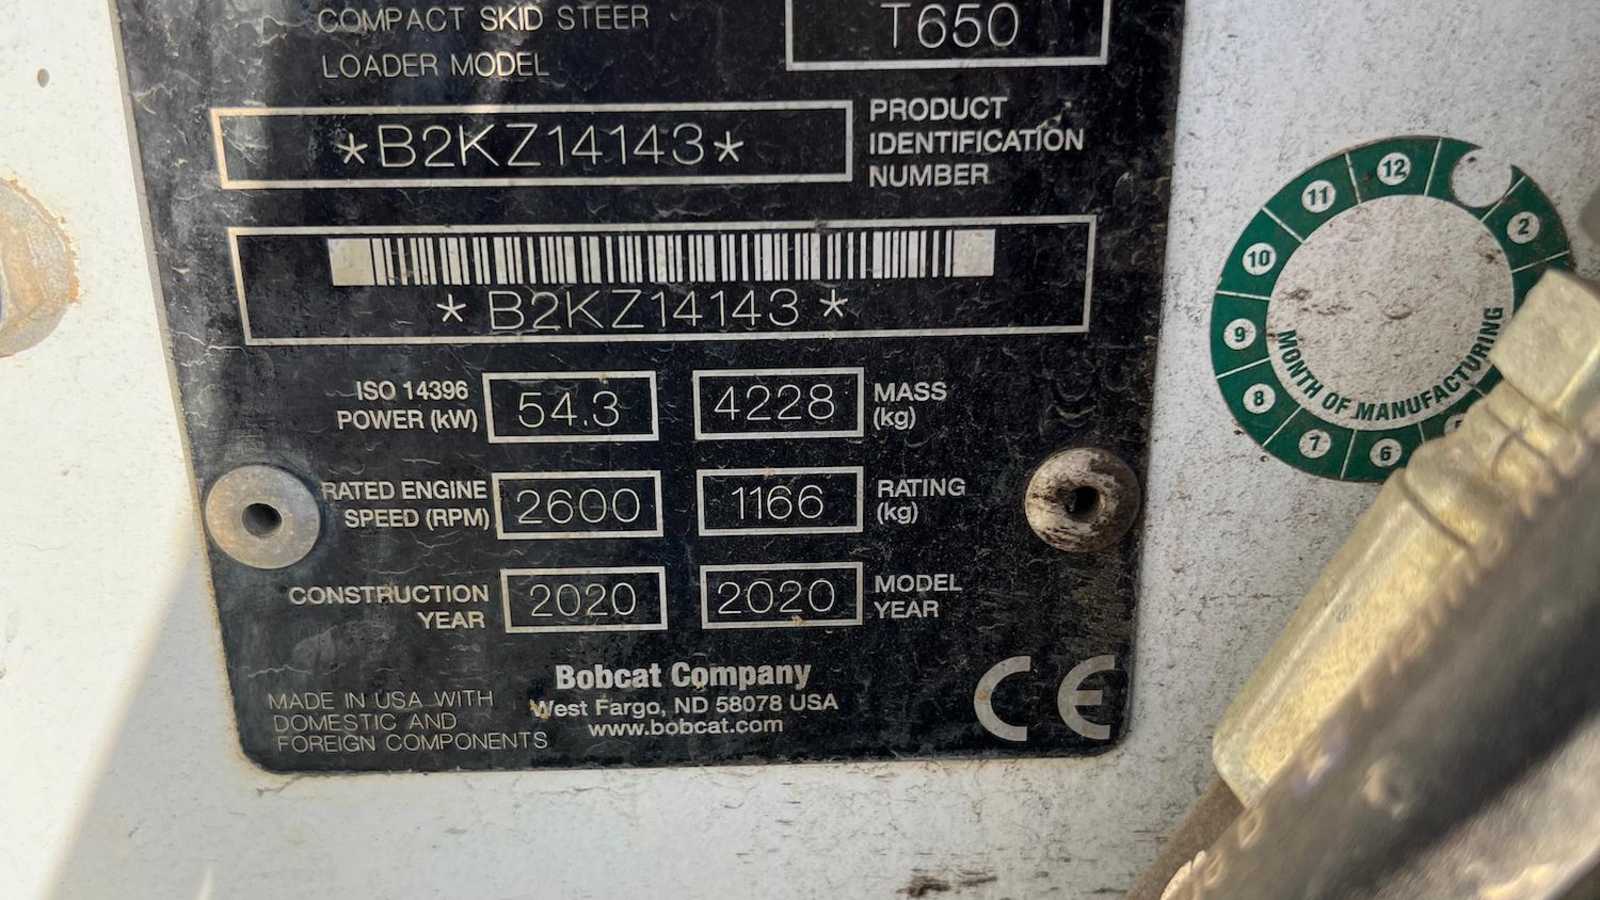 COMPACT SKID STEER
LOADER MODEL
T650
*B2KZ14143*
PRODUCT
IDENTIFICATION
NUMBER
*B2KZ14143*
ISO 14396
POWER (kW)
54.3
4228
MASS
(kg)
RATED ENGINE
SPEED (RPM)
2600
1166
RATING
(kg)
CONSTRUCTION
YEAR
2020
2020
MODEL
YEAR
MADE IN USA WITH
DOMESTIC AND
FOREIGN COMPONENTS
Bobcat Company
West Fargo, ND 58078 USA
www.bobcat.com
CE
12
2
6
7
8
9
10
11
MONTH OF MANUFACTURING